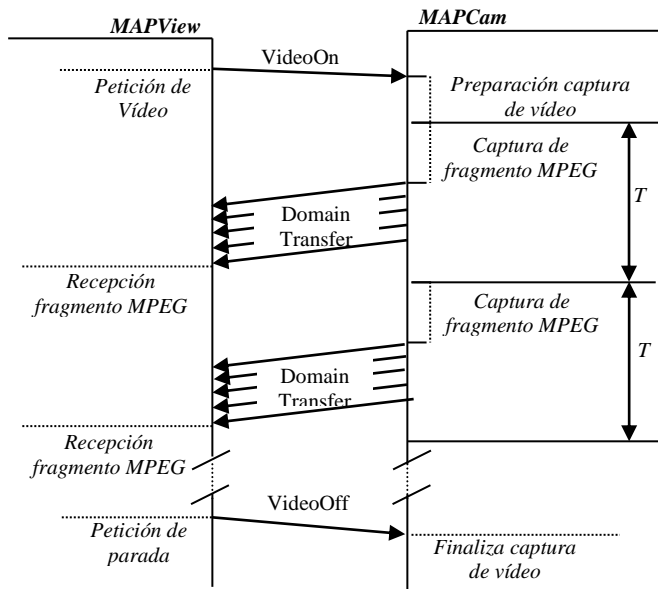 MAPView
MAPCam
VideoOn
Petición de
Vídeo
Preparación captura
de vídeo
Captura de
fragmento MPEG
T
Domain
Transfer
Recepción
fragmento MPEG
Captura de
fragmento MPEG
T
Domain
Transfer
Recepción
fragmento MPEG
VideoOff
Petición de
parada
Finaliza captura
de vídeo